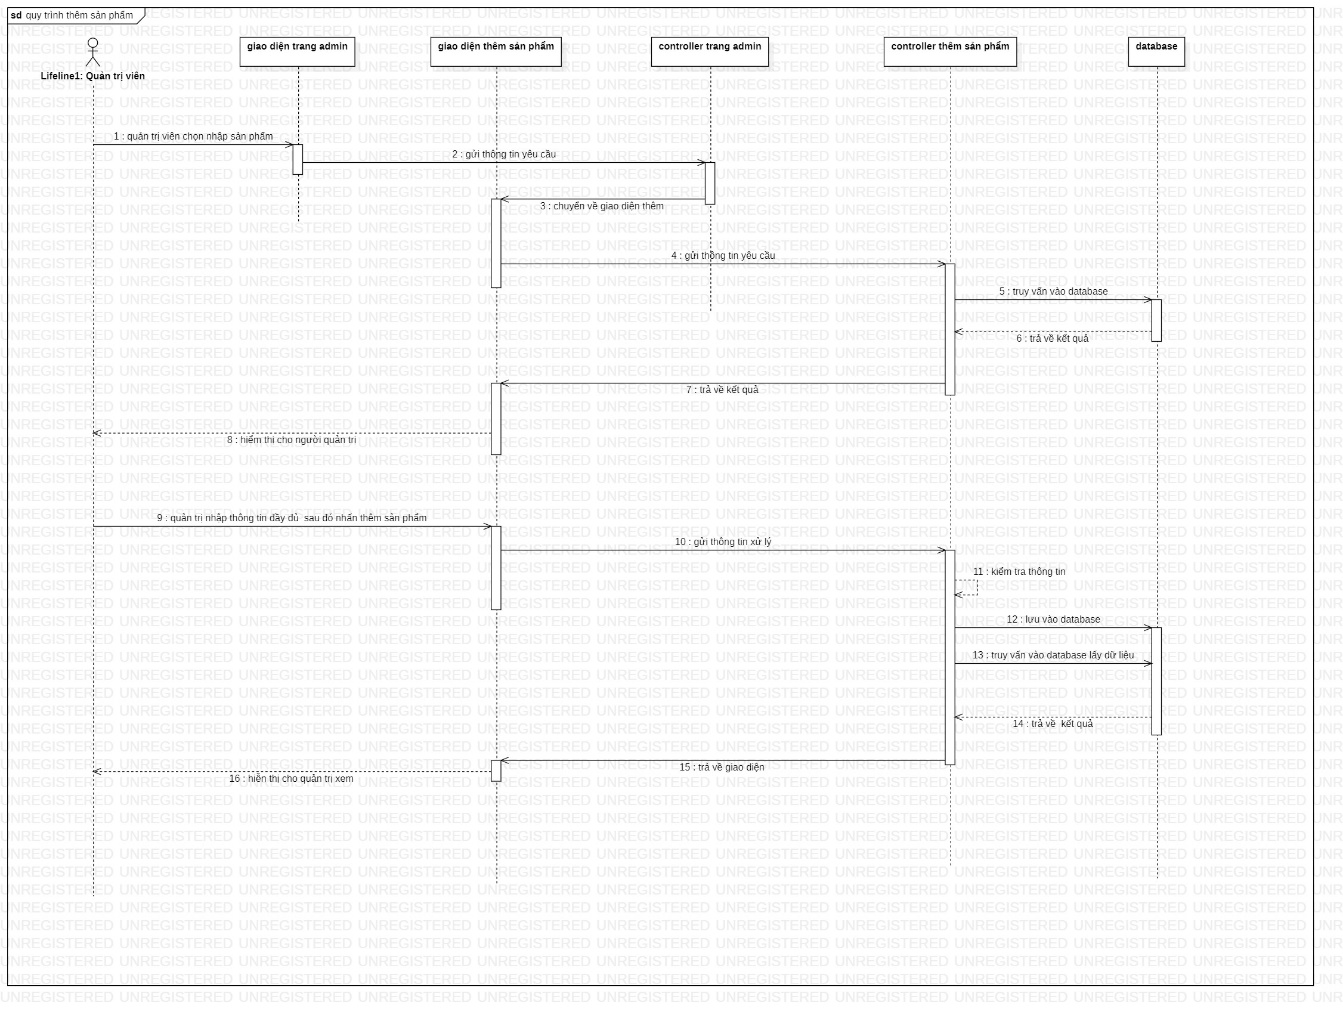 sd quy trình thêm sản phẩm
Lifeline1: Quản trị viên
giao diện trang admin
giao diện thêm sản phẩm
controller trang admin
controller thêm sản phẩm
database
1 : quản trị viên chọn nhập sản phẩm
2 : gửi thông tin yêu cầu
3 : chuyển về giao diện thêm
4 : gửi thông tin yêu cầu
5 : truy vấn vào database
6 : trả về kết quả
7 : trả về kết quả
8 : hiểm thị cho người quản trị
9 : quản trị nhập thông tin đầy đủ  sau đó nhấn thêm sản phẩm
10 : gửi thông tin xử lý
11 : kiểm tra thông tin
12 : lưu vào database
13 : truy vấn vào database lấy dữ liệu
14 : trả về  kết quả
15 : trả về giao diện
16 : hiễn thị cho quản trị xem
UNREGISTERED